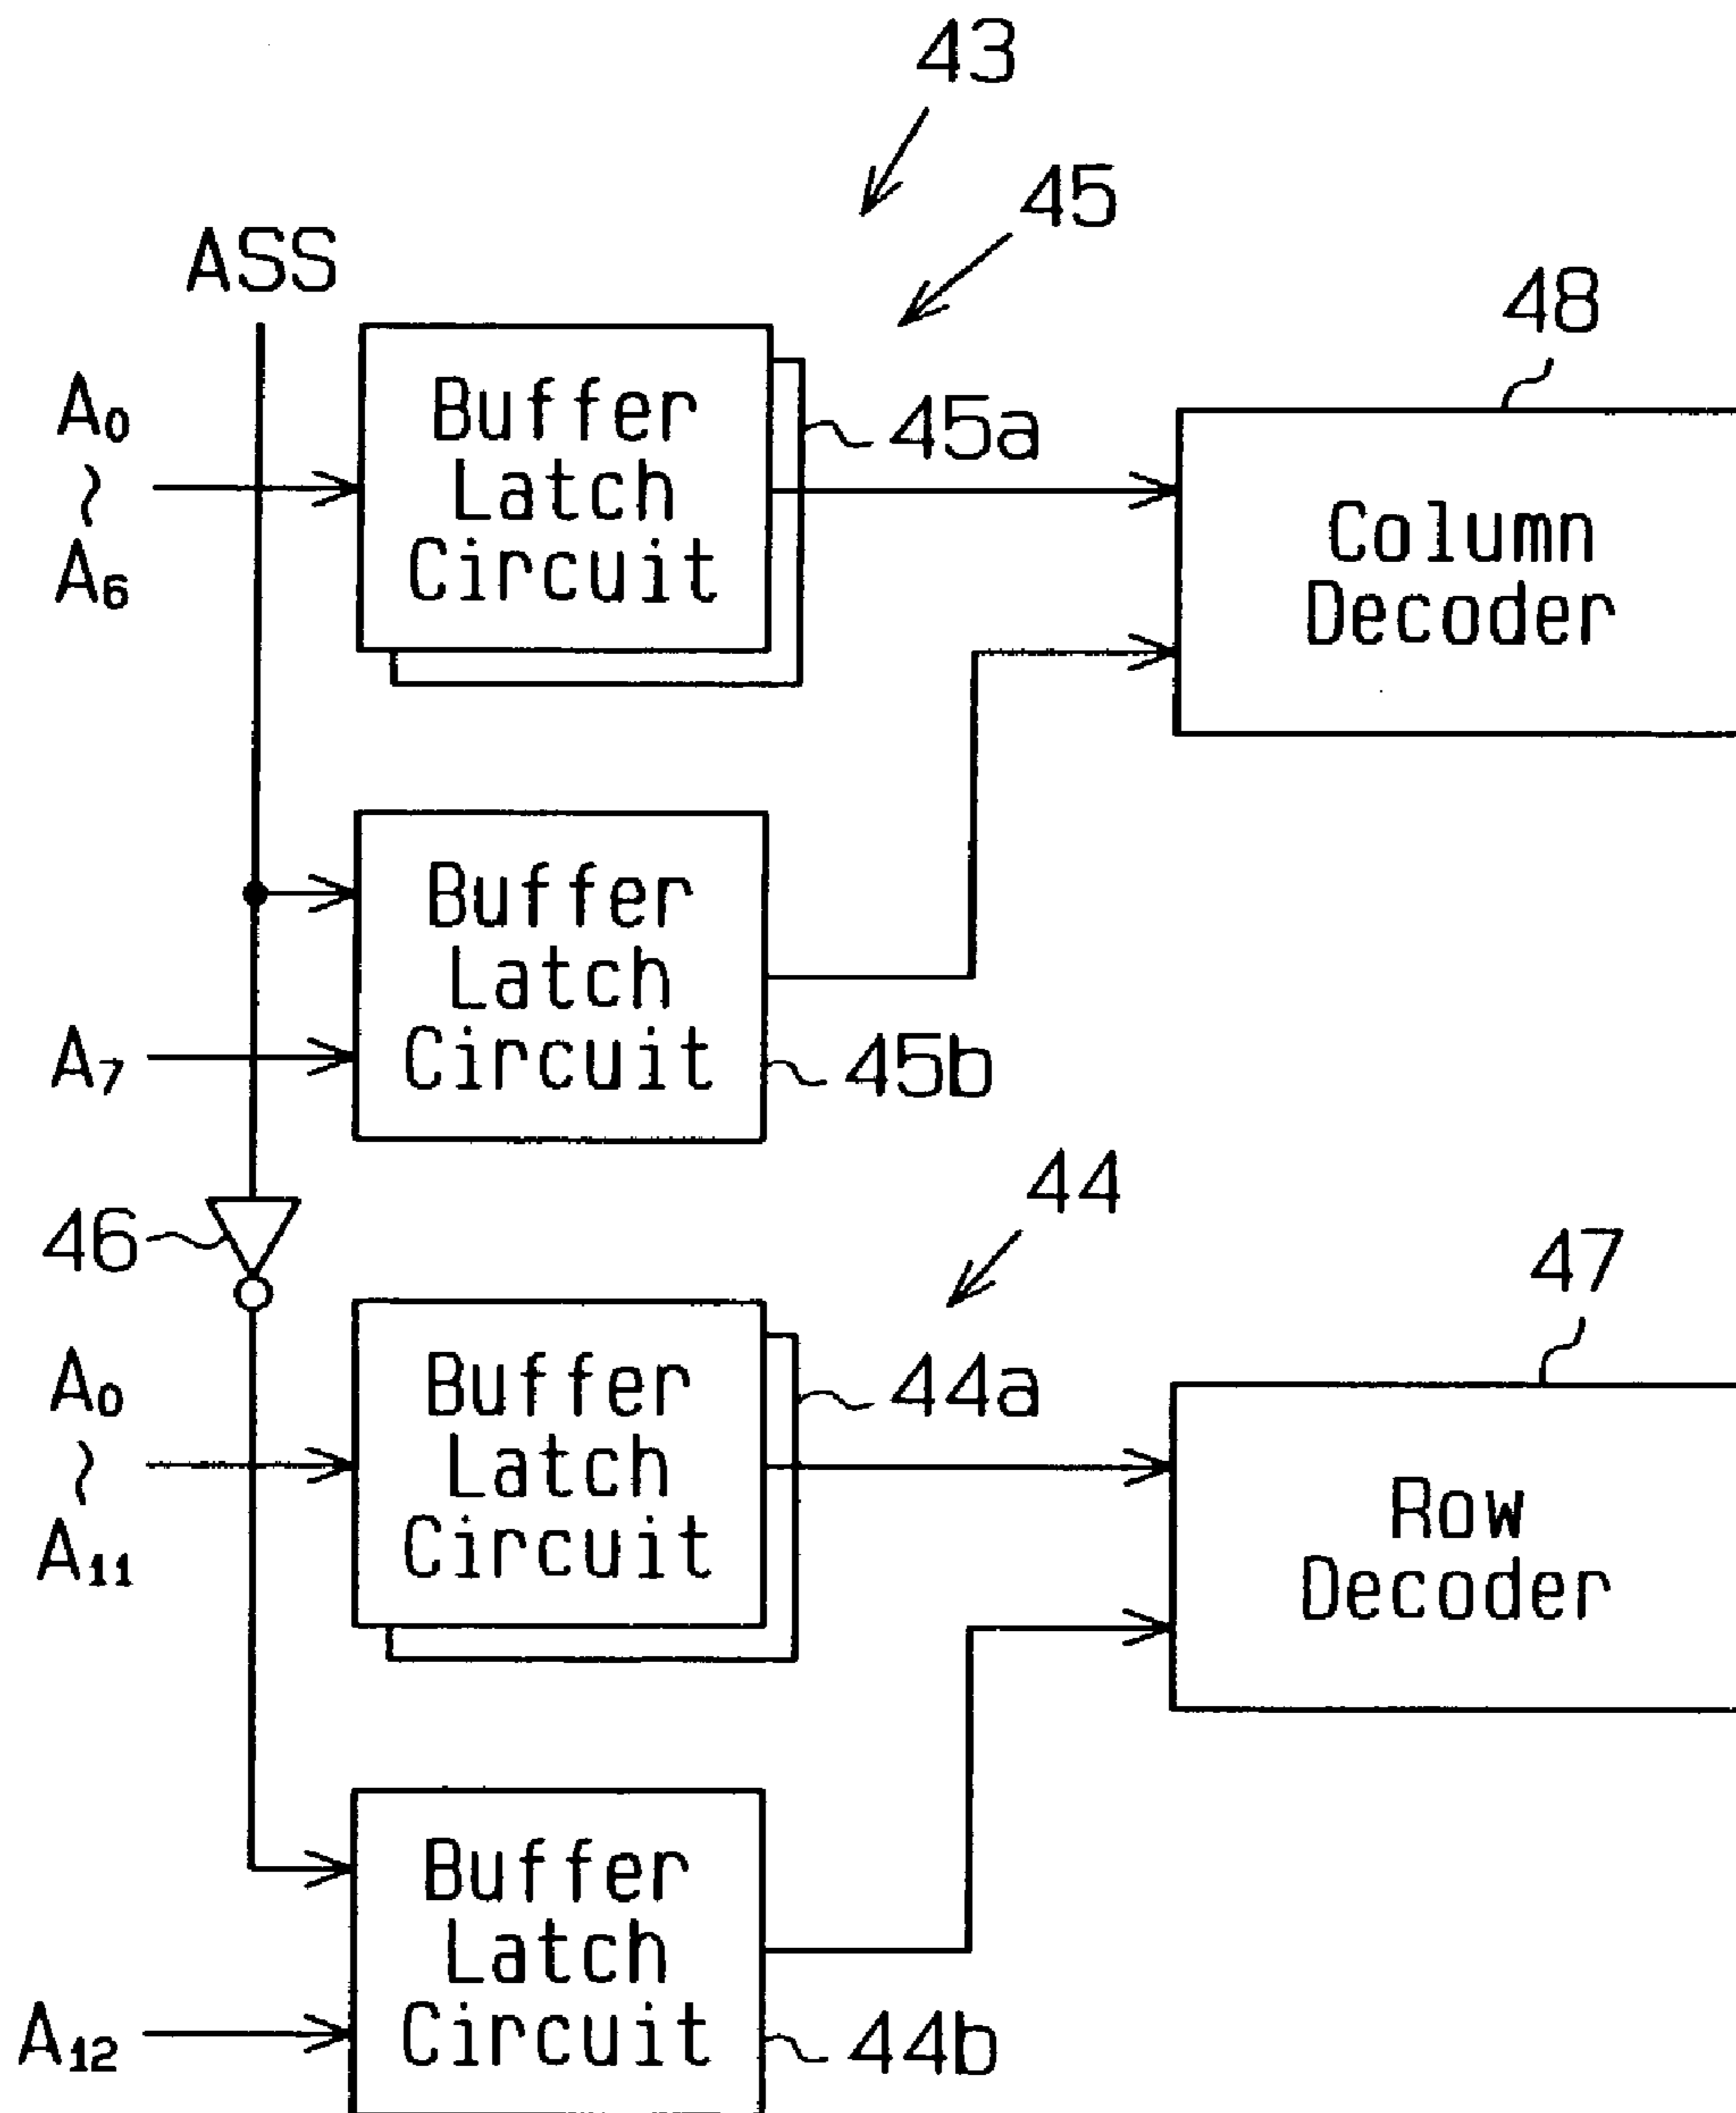 43
45
ASS
48
A₀
~
A₆
Buffer
Latch
Circuit
45a
Column
Decoder
Buffer
Latch
Circuit
A₇
45b
44
46
47
A₀
~
A₁₁
Buffer
Latch
Circuit
44a
Row
Decoder
Buffer
Latch
Circuit
A₁₂
44b